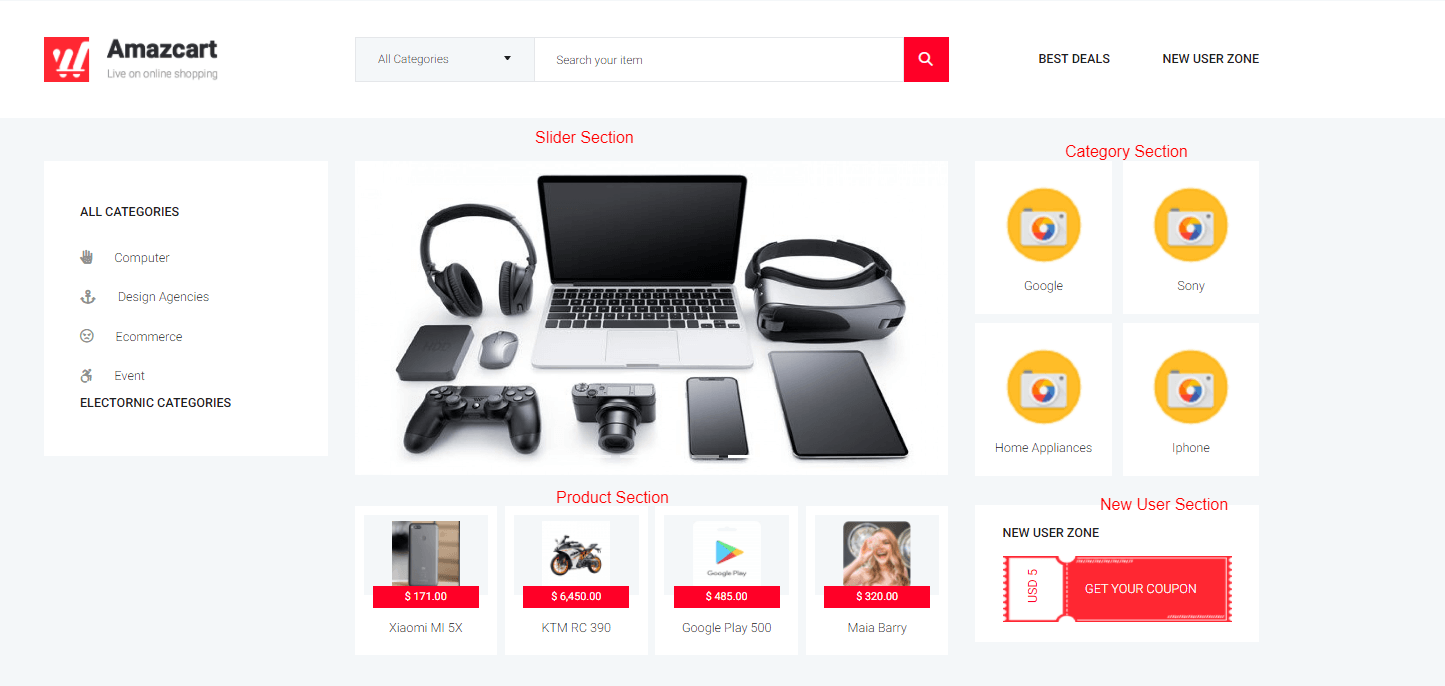 Amazcart
Live on online shopping
All Categories
Search your item
BEST DEALS
NEW USER ZONE
Slider Section
Category Section
ALL CATEGORIES
Computer
Design Agencies
Ecommerce
Event
ELECTORNIC CATEGORIES
HDD
Google
Sony
Home Appliances
Iphone
Product Section
New User Section
Google Play
$ 171.00
$ 6,450.00
$ 485.00
$ 320.00
Xiaomi MI 5X
KTM RC 390
Google Play 500
Maia Barry
NEW USER ZONE
USD 5
GET YOUR COUPON